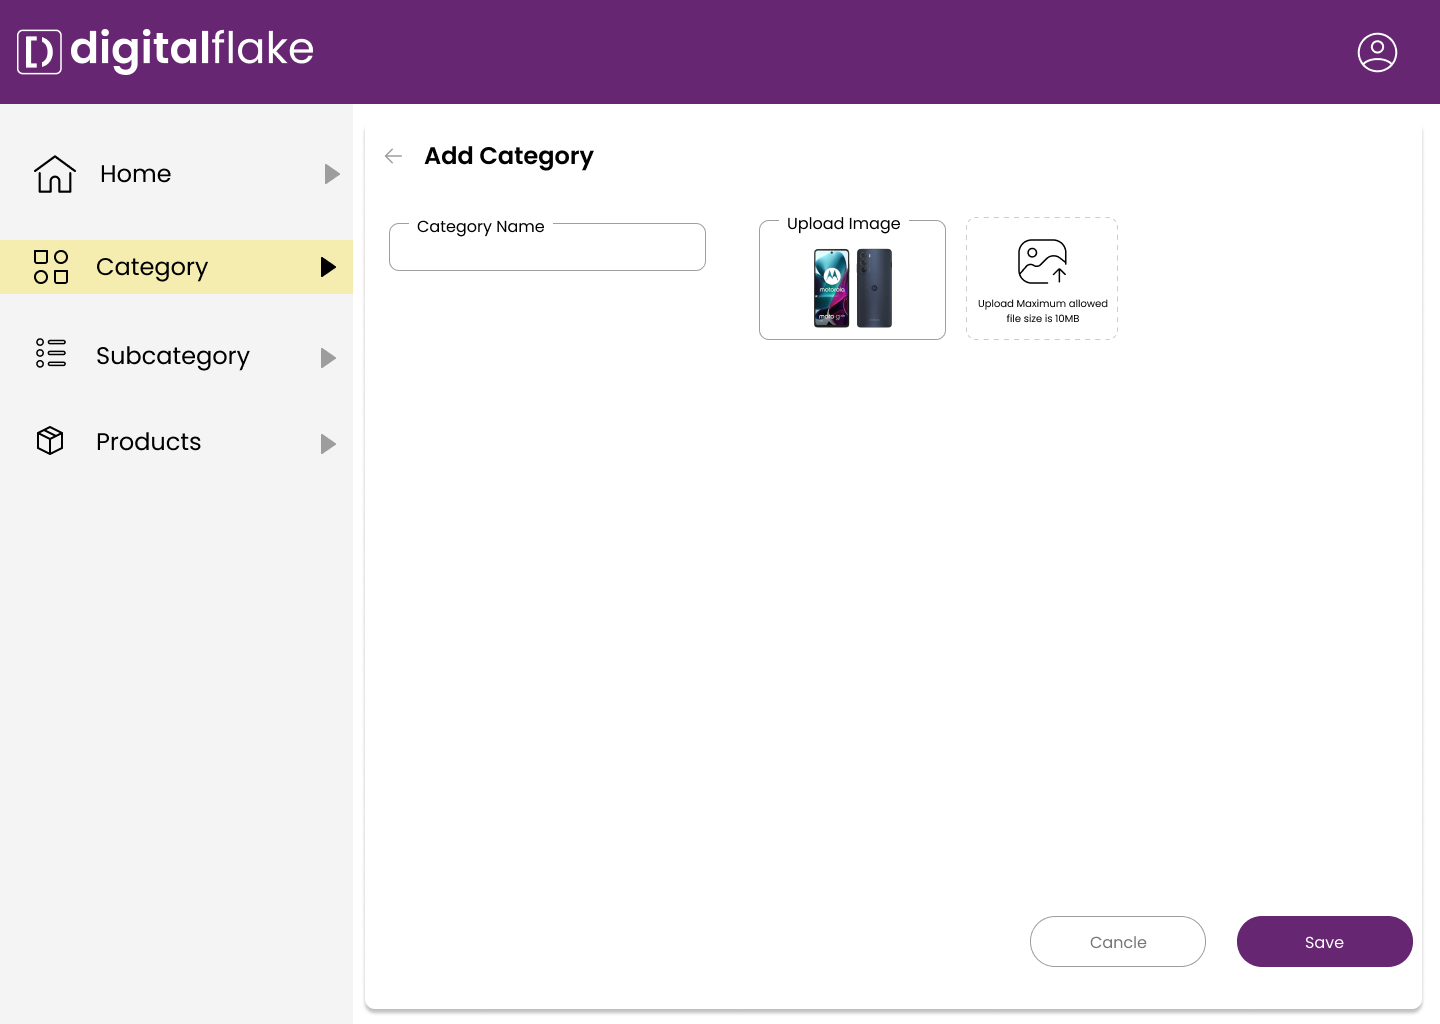 digitalflake
Home
Category
Subcategory
Products
Add Category
Category Name
Upload Image
motorola
moto g
Upload Maximum allowed
file size is 10MB
Cancle
Save